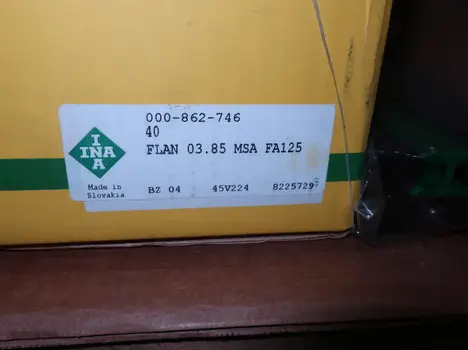 000-862-746
40
FLAN 03.85 MSA FA125
I
INA
A
Made in
Slovakia
BZ 04 45V224 8225729